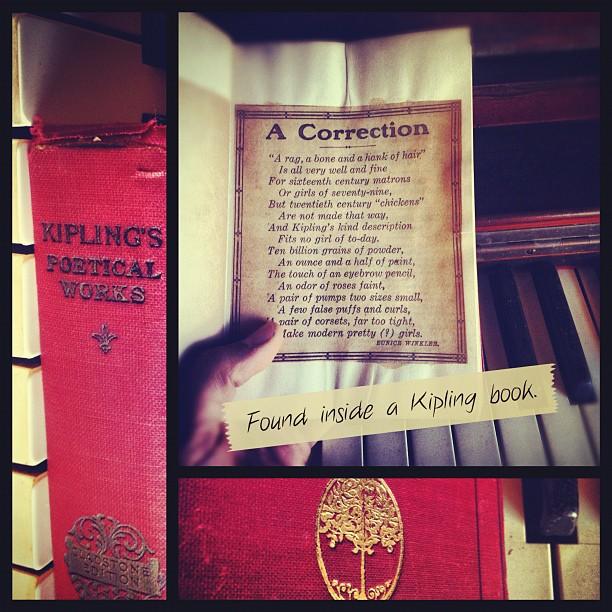 KIPLING'S
POETICAL
WORKS
EDITION
A Correction
"A rag, a bone and a hank of hair"
Is all very well and fine
For sixteenth century matrons
Or girls of seventy-nine,
But twentieth century "chickens"
Are not made that way,
And Kipling's kind description
Fits no girl of to-day.
Ten billion grains of powder,
An ounce and a half of paint,
The touch of an eyebrow pencil,
An odor of roses faint,
A pair of pumps two sizes small,
A few false puffs and curls,
pair of corsets, far too tight,
Make modern pretty (?) girls.
EUNICE WINKLER.
Found inside a Kipling book.